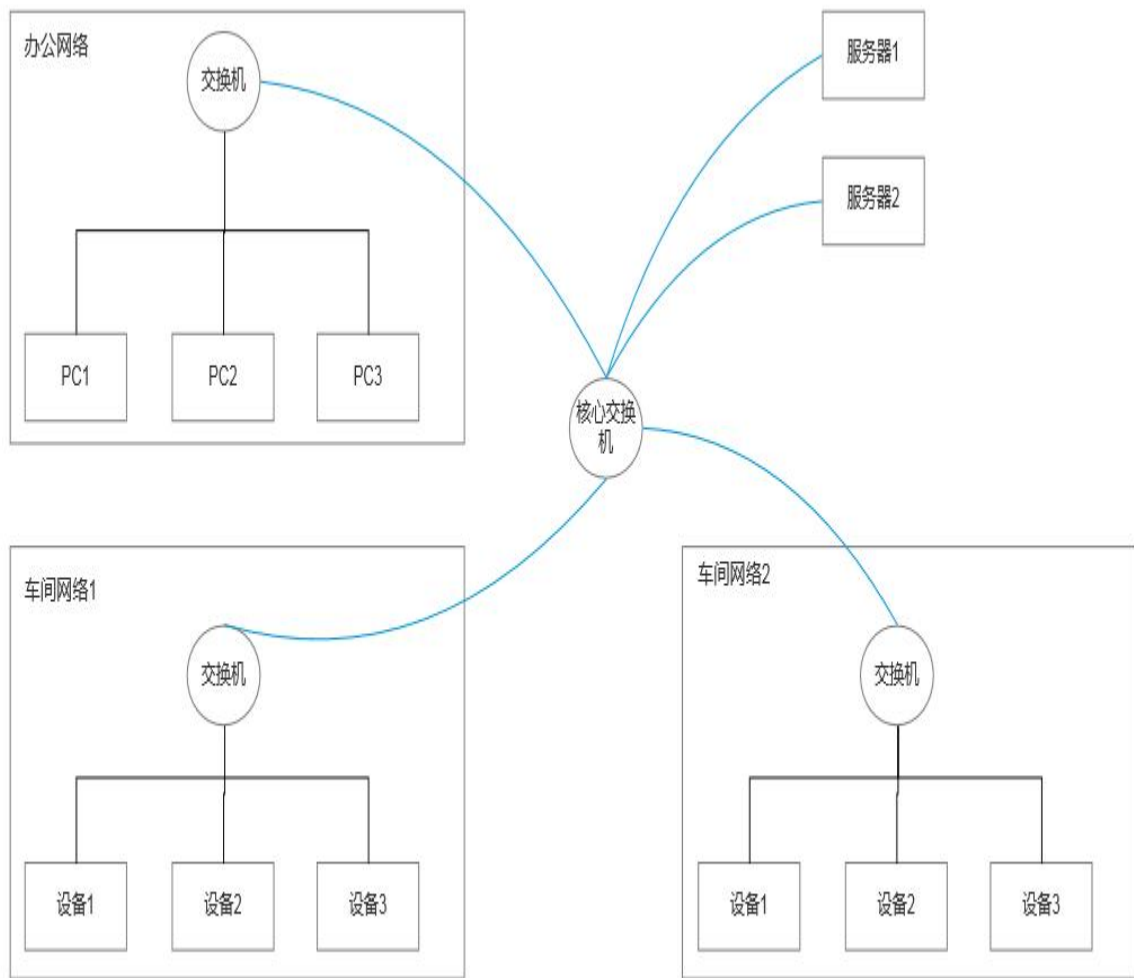 办公网络
交换机
PC1
PC2
PC3
服务器1
服务器2
核心交换
机
车间网络1
交换机
设备1
设备2
设备3
车间网络2
交换机
设备1
设备2
设备3